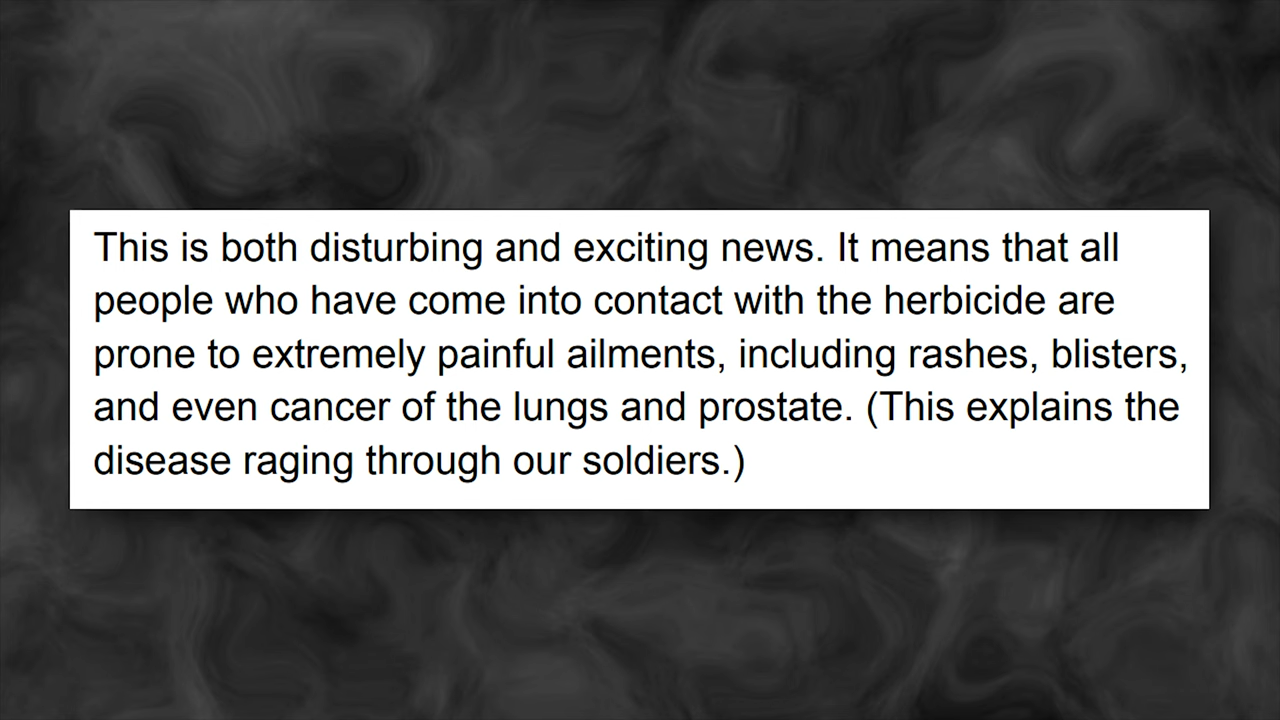 This is both disturbing and exciting news. It means that all
people who have come into contact with the herbicide are
prone to extremely painful ailments, including rashes, blisters,
and even cancer of the lungs and prostate. (This explains the
disease raging through our soldiers.)